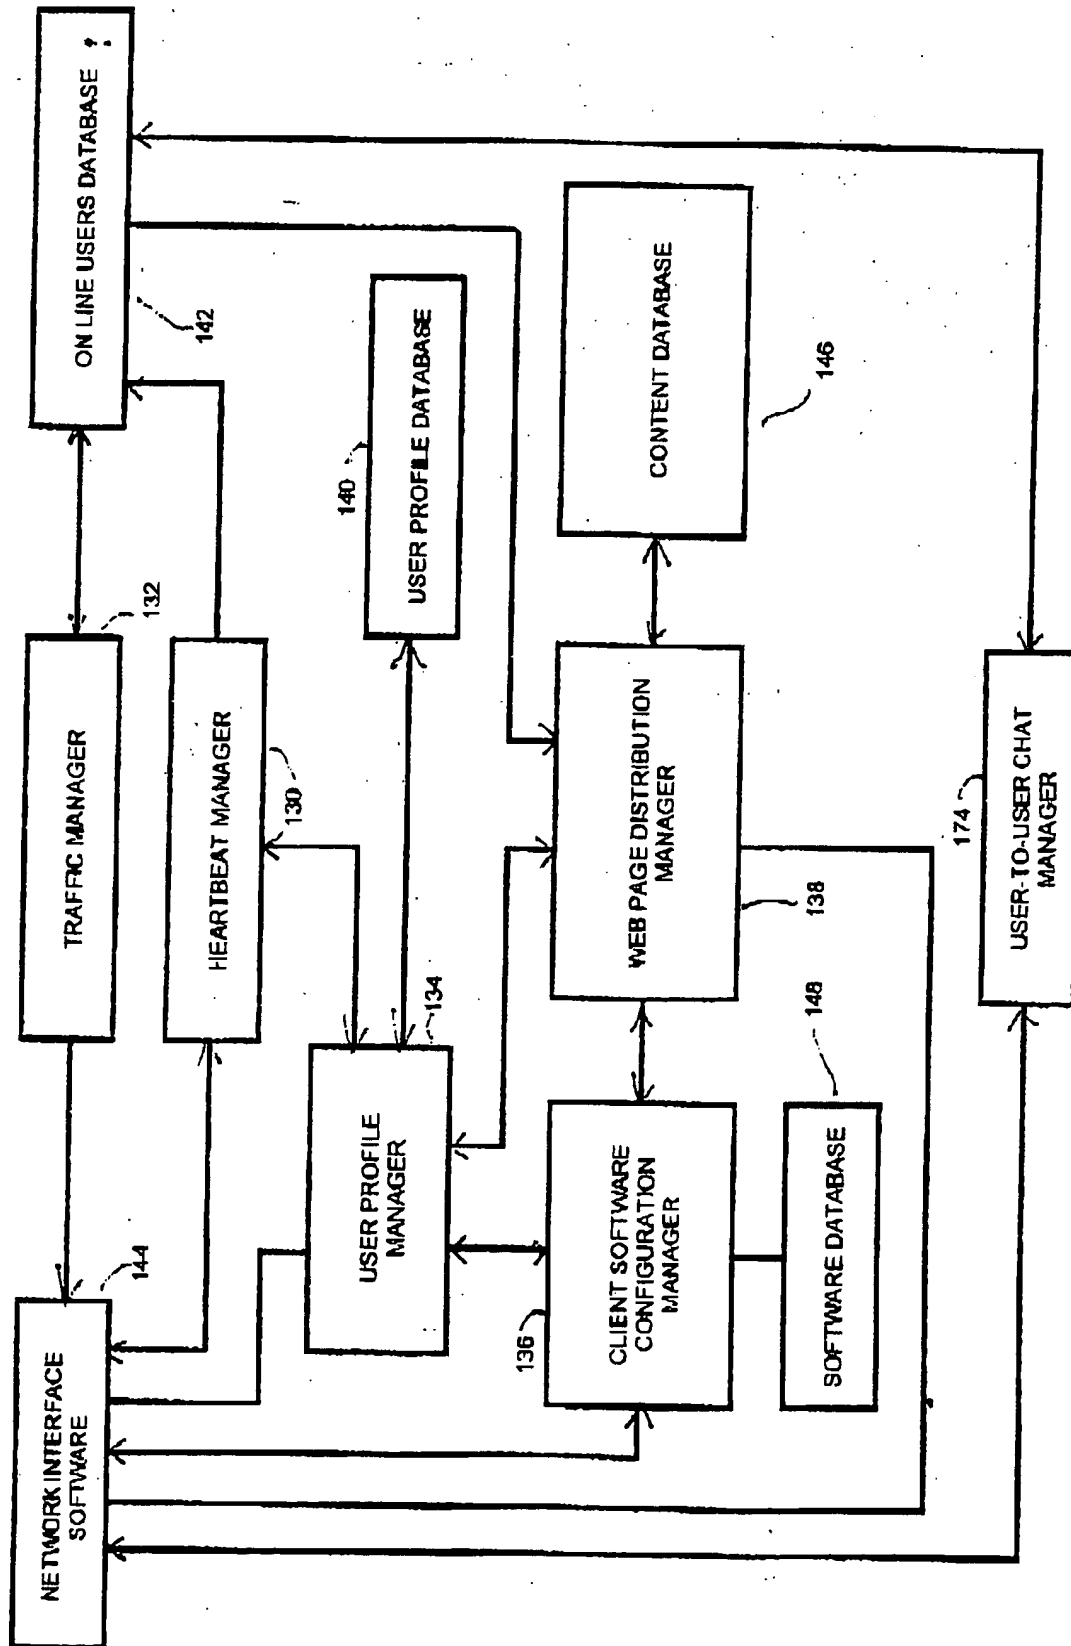 NETWORK INTERFACE
SOFTWARE
144
TRAFFIC MANAGER
132
ON LINE USERS DATABASE
142
HEARTBEAT MANAGER
130
USER PROFILE
MANAGER
134
USER PROFILE DATABASE
140
CLIENT SOFTWARE
CONFIGURATION
MANAGER
136
WEB PAGE DISTRIBUTION
MANAGER
138
CONTENT DATABASE
146
SOFTWARE DATABASE
148
USER-TO-USER CHAT
MANAGER
174